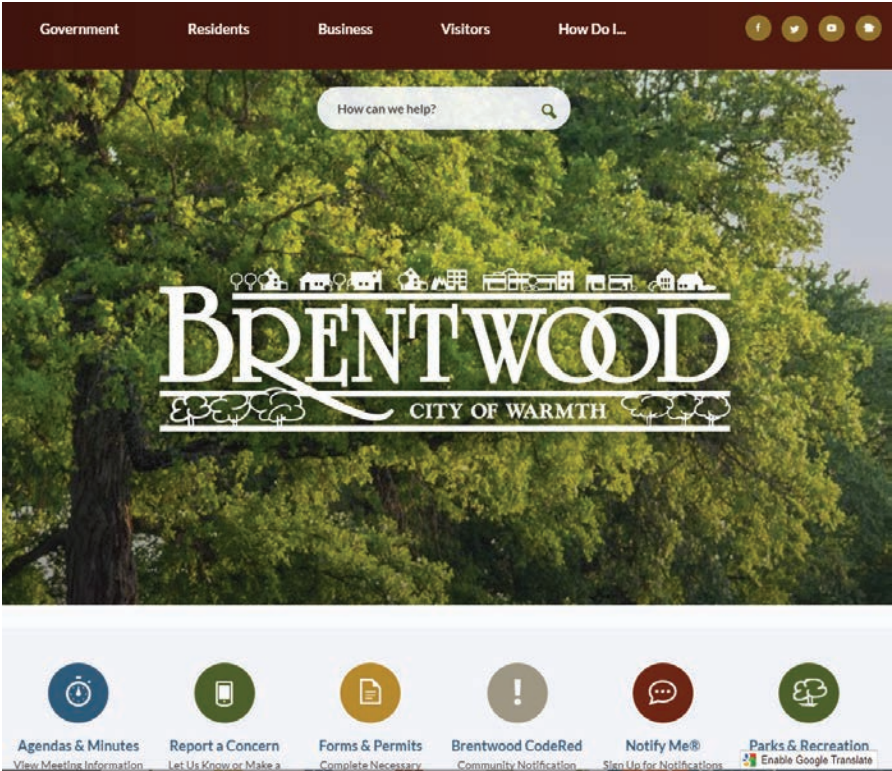 Government Residents Business Visitors How Do I...
How can we help?
BRENTWOOD
CITY OF WARMTH
Agendas & Minutes Report a Concern Forms & Permits Brentwood CodeRed Notify Me® Parks & Recreation
View Meeting Information Let Us Know or Make a Complete Necessary Community Notification Sign Up for Notifications
Enable Google Translate